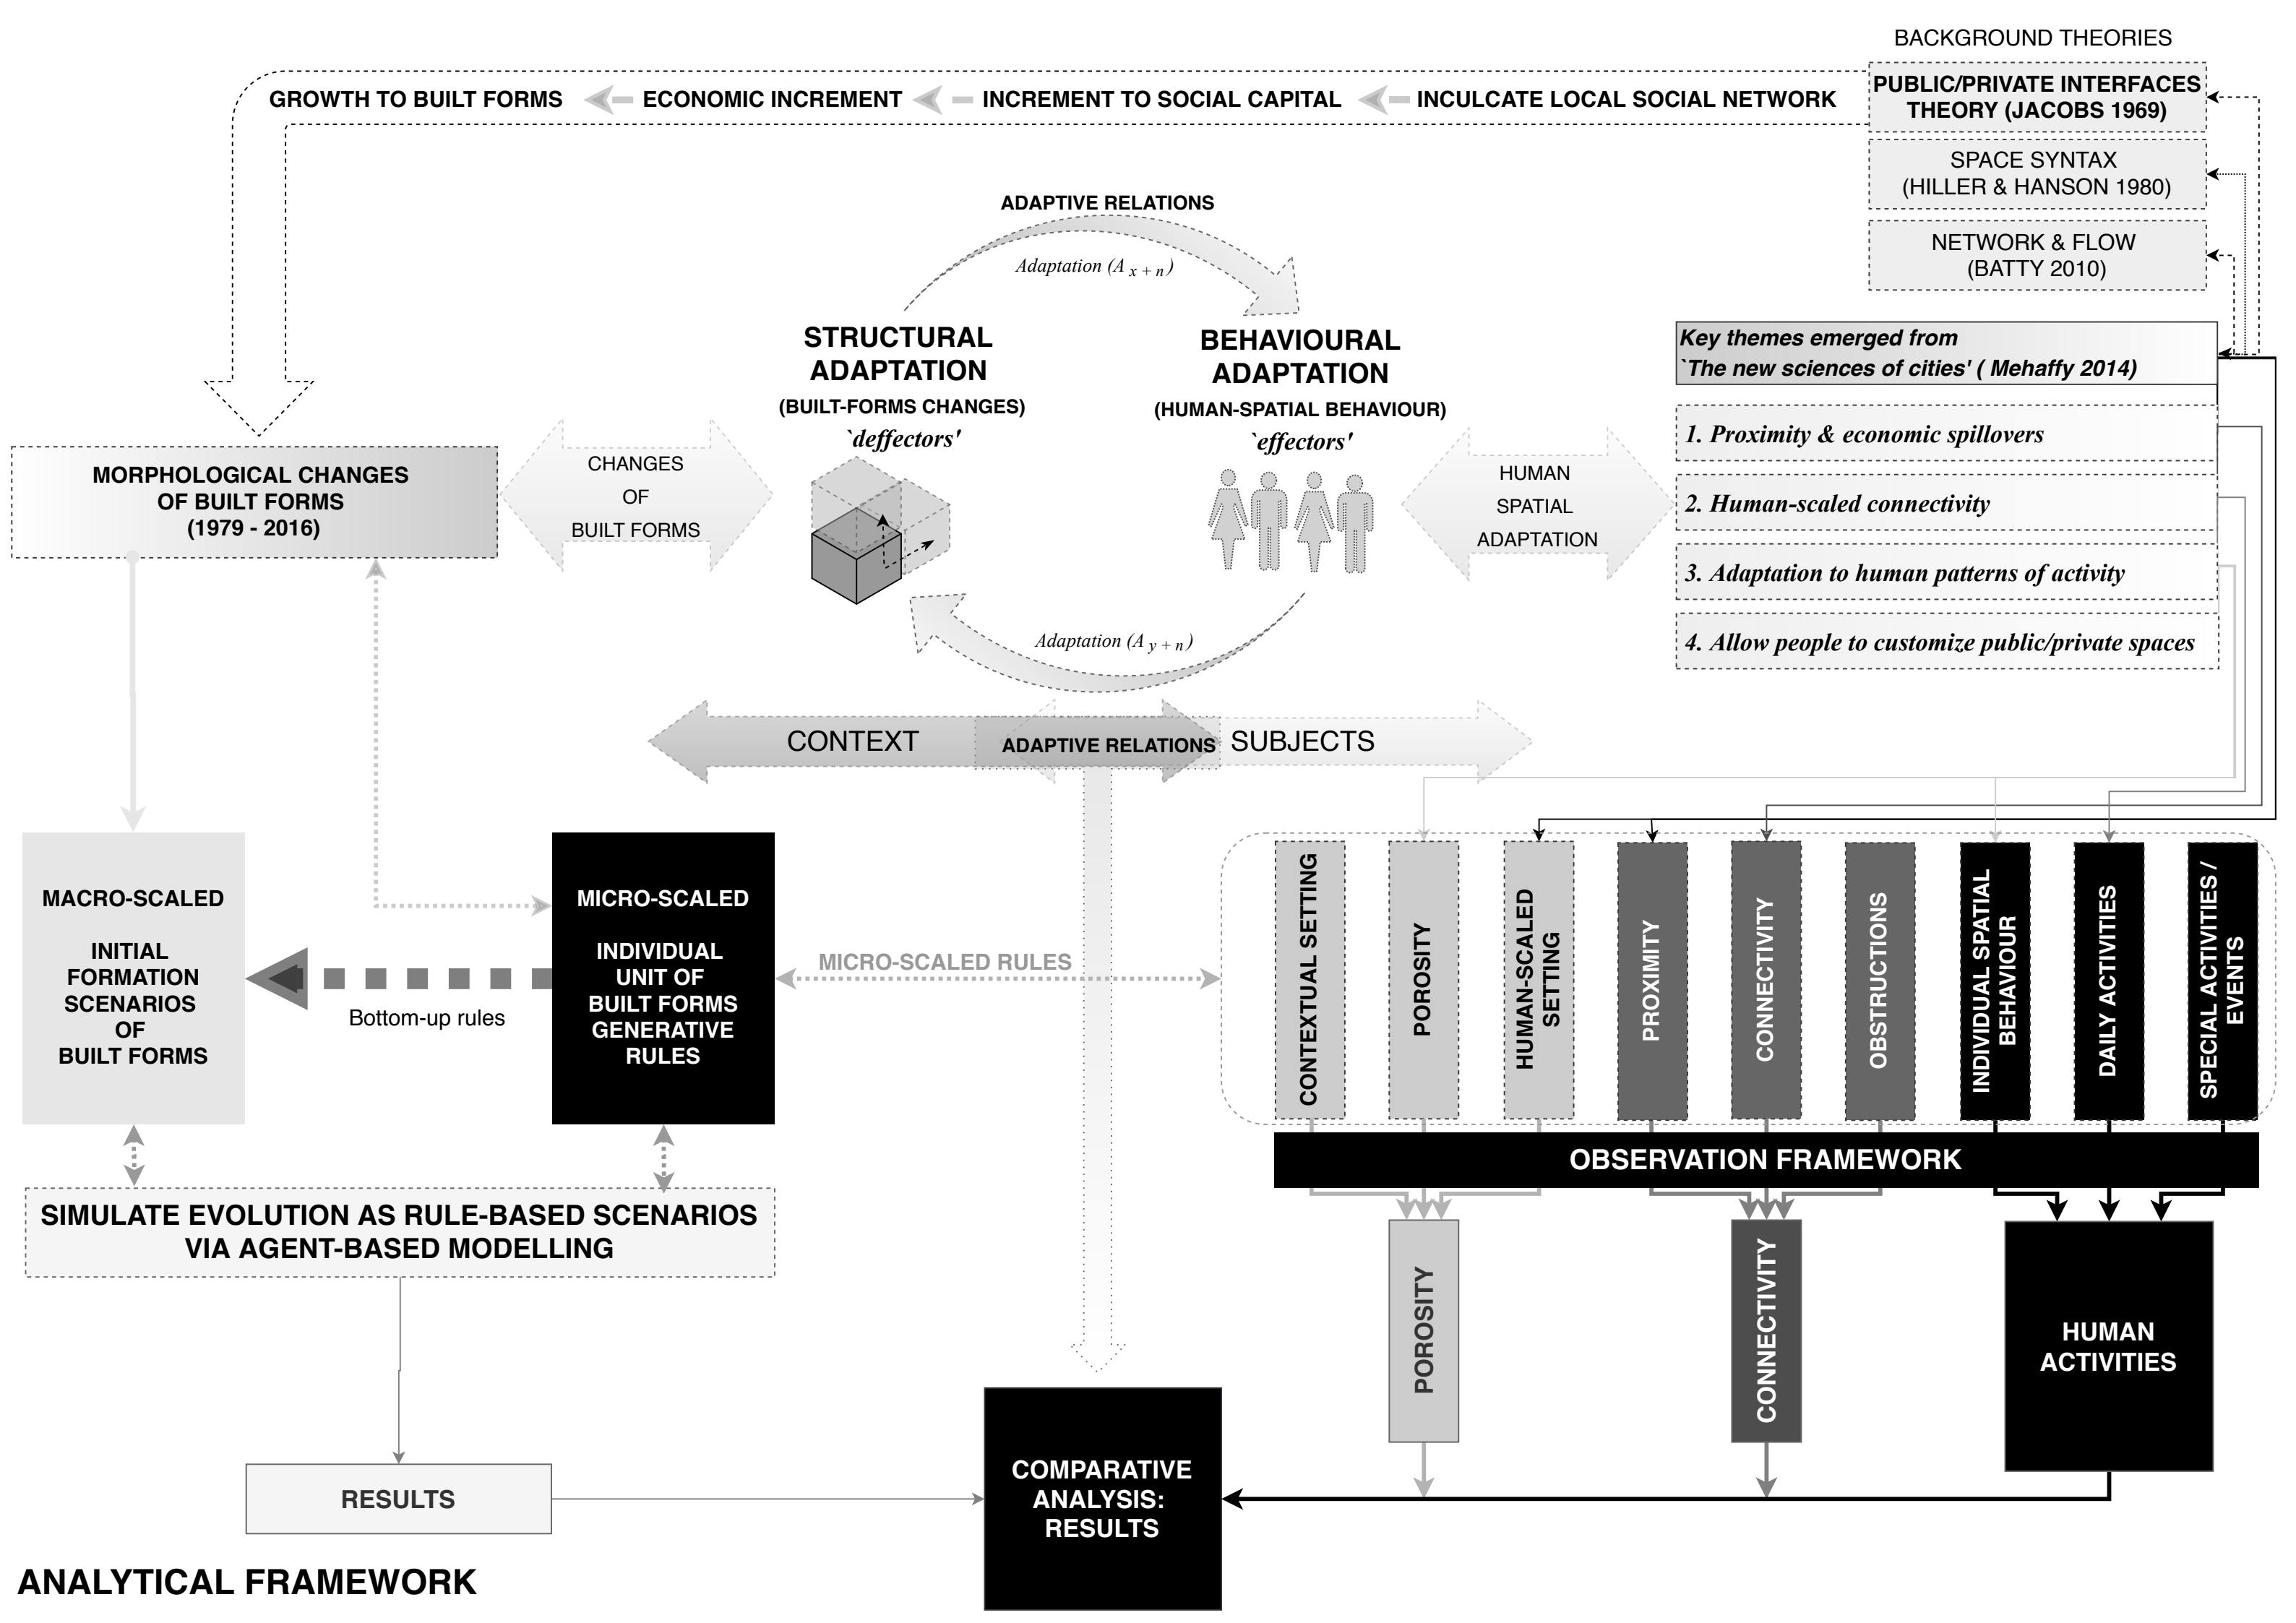 BACKGROUND THEORIES
PUBLIC/PRIVATE INTERFACES
THEORY (JACOBS 1969)
GROWTH TO BUILT FORMS
ECONOMIC INCREMENT
INCREMENT TO SOCIAL CAPITAL
INCULCATE LOCAL SOCIAL NETWORK
SPACE SYNTAX
(HILLER & HANSON 1980)
NETWORK & FLOW
(BATTY 2010)
ADAPTIVE RELATIONS
Adaptation (A x + n)
STRUCTURAL
ADAPTATION
(BUILT-FORMS CHANGES)
`deffectors'
BEHAVIOURAL
ADAPTATION
(HUMAN-SPATIAL BEHAVIOUR)
`effectors'
Key themes emerged from
`The new sciences of cities' ( Mehaffy 2014)
1. Proximity & economic spillovers
2. Human-scaled connectivity
3. Adaptation to human patterns of activity
4. Allow people to customize public/private spaces
MORPHOLOGICAL CHANGES
OF BUILT FORMS
(1979 - 2016)
CHANGES
OF
BUILT FORMS
HUMAN
SPATIAL
ADAPTATION
Adaptation (A y + n)
CONTEXT
ADAPTIVE RELATIONS
SUBJECTS
MACRO-SCALED
INITIAL
FORMATION
SCENARIOS
OF
BUILT FORMS
Bottom-up rules
MICRO-SCALED
INDIVIDUAL
UNIT OF
BUILT FORMS
GENERATIVE
RULES
MICRO-SCALED RULES
CONTEXTUAL SETTING
POROSITY
HUMAN-SCALED
SETTING
PROXIMITY
CONNECTIVITY
OBSTRUCTIONS
INDIVIDUAL SPATIAL
BEHAVIOUR
DAILY ACTIVITIES
SPECIAL ACTIVITIES /
EVENTS
OBSERVATION FRAMEWORK
SIMULATE EVOLUTION AS RULE-BASED SCENARIOS
VIA AGENT-BASED MODELLING
POROSITY
CONNECTIVITY
HUMAN
ACTIVITIES
RESULTS
COMPARATIVE
ANALYSIS:
RESULTS
ANALYTICAL FRAMEWORK